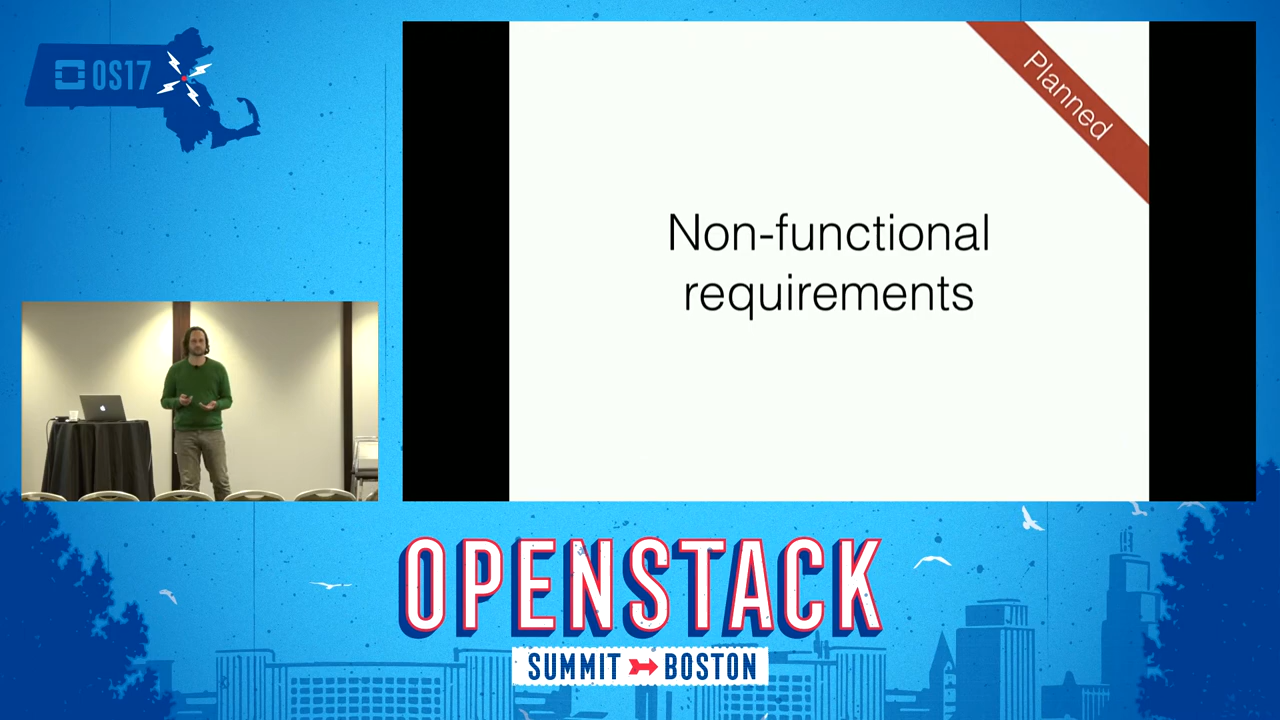 OS17
Planned
Non-functional
requirements
OPENSTACK
SUMMIT BOSTON